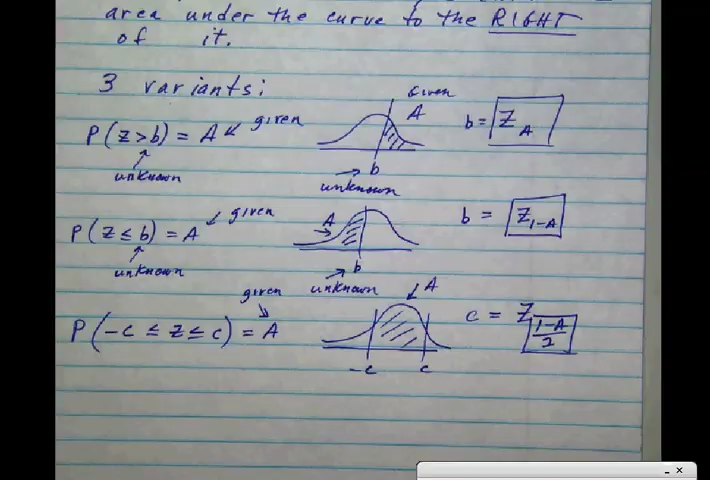 area under the curve to the RIGHT
of it.
3 variants:
P(z>b) = A given
unknown
given
A
b
unknown
b = Z_A
P(z ≤ b) = A given
unknown
A
b
unknown
b = Z_1-A
P(-c ≤ z ≤ c) = A given
A
-c c
c = Z_(1-A)/2